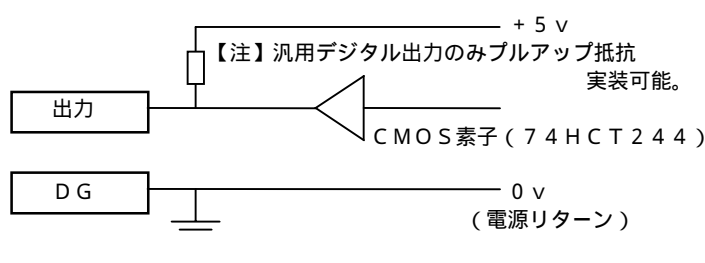 +5v
【注】汎用デジタル出力のみプルアップ抵抗
実装可能。
出力
CMOS素子(74HCT244)
DG
0v
(電源リターン)